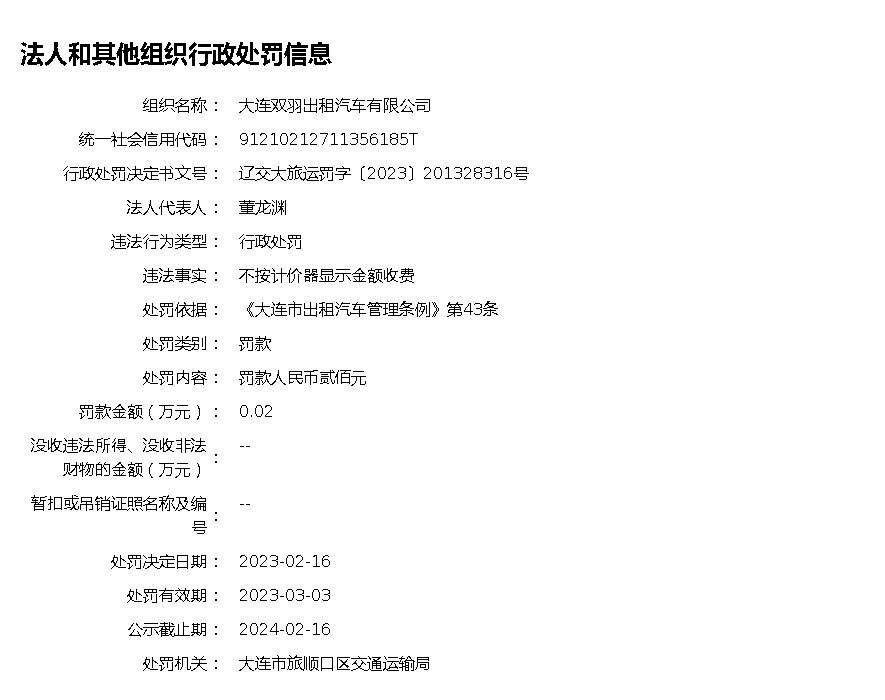 法人和其他组织行政处罚信息
组织名称： 大连双羽出租汽车有限公司
统一社会信用代码： 91210212711356185T
行政处罚决定书文号： 辽交大旅运罚字〔2023〕201328316号
法人代表人： 董龙渊
违法行为类型： 行政处罚
违法事实： 不按计价器显示金额收费
处罚依据： 《大连市出租汽车管理条例》第43条
处罚类别： 罚款
处罚内容： 罚款人民币贰佰元
罚款金额（万元）： 0.02
没收违法所得、没收非法 --
财物的金额（万元）：
暂扣或吊销证照名称及编 --
号：
处罚决定日期： 2023-02-16
处罚有效期： 2023-03-03
公示截止期： 2024-02-16
处罚机关： 大连市旅顺口区交通运输局